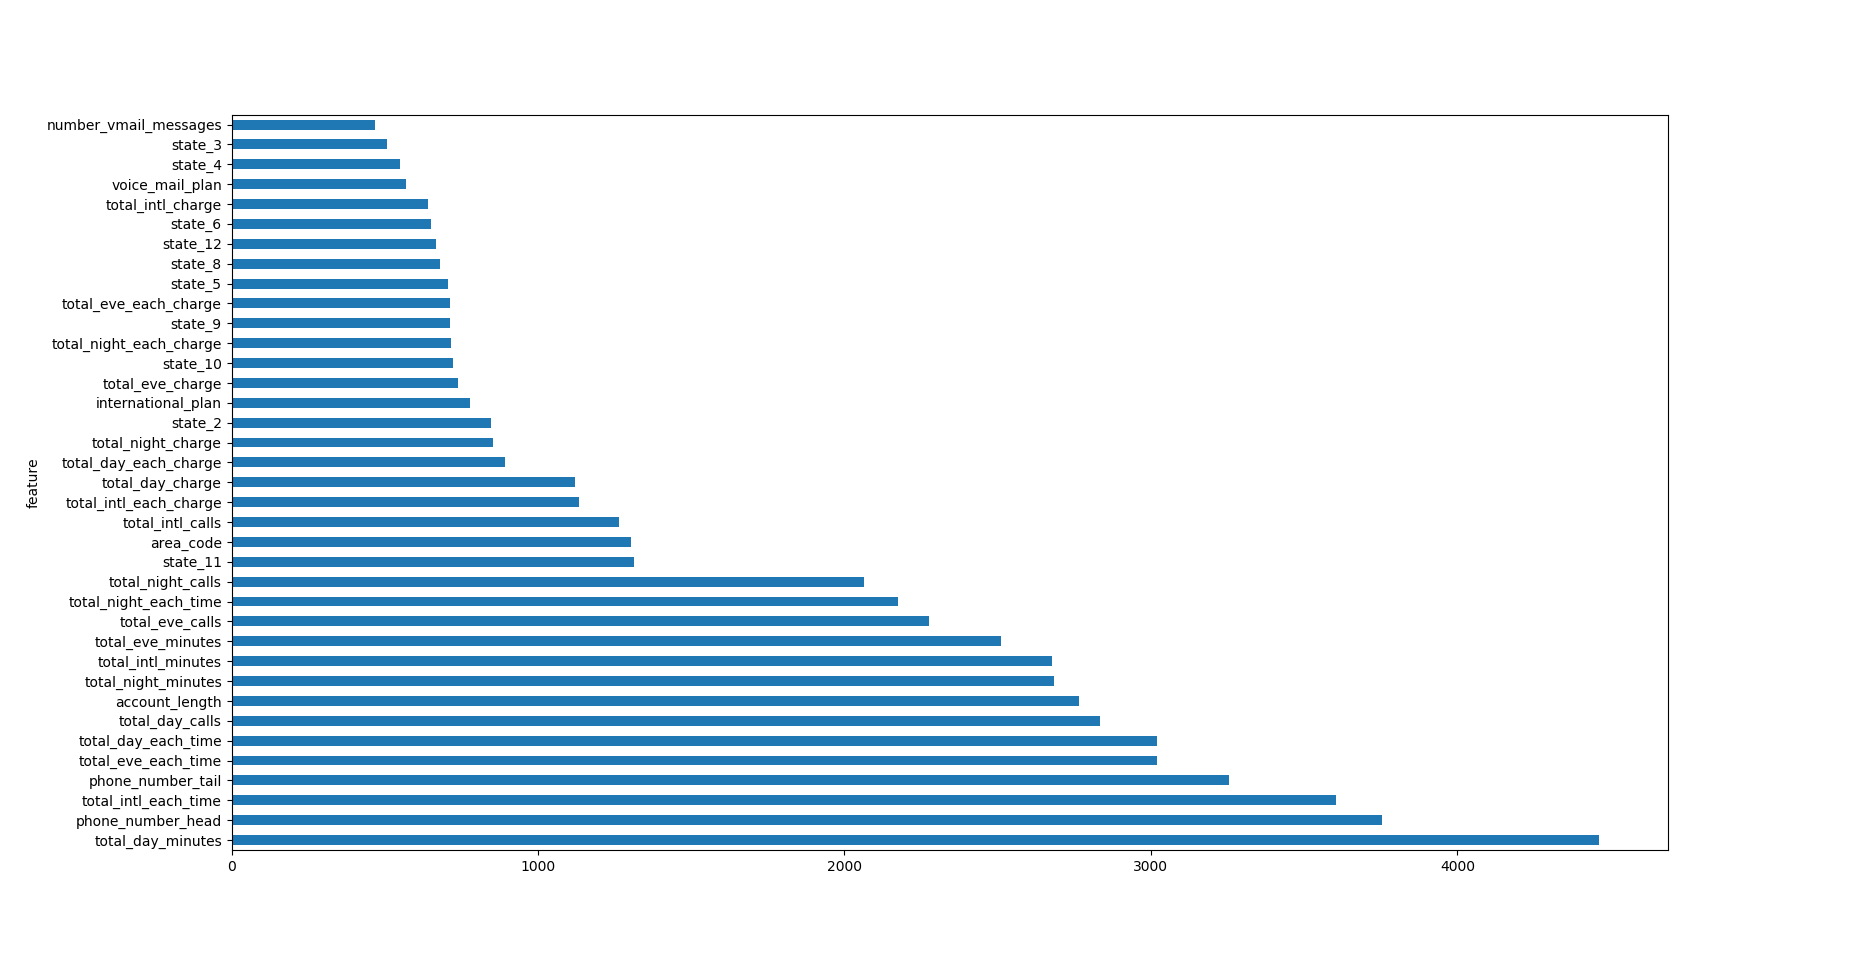 number_vmail_messages
state_3
state_4
voice_mail_plan
total_intl_charge
state_6
state_12
state_8
state_5
total_eve_each_charge
state_9
total_night_each_charge
state_10
total_eve_charge
international_plan
state_2
total_night_charge
total_day_each_charge
total_day_charge
total_intl_each_charge
total_intl_calls
area_code
state_11
total_night_calls
total_night_each_time
total_eve_calls
total_eve_minutes
total_intl_minutes
total_night_minutes
account_length
total_day_calls
total_day_each_time
total_eve_each_time
phone_number_tail
total_intl_each_time
phone_number_head
total_day_minutes
feature
0 1000 2000 3000 4000